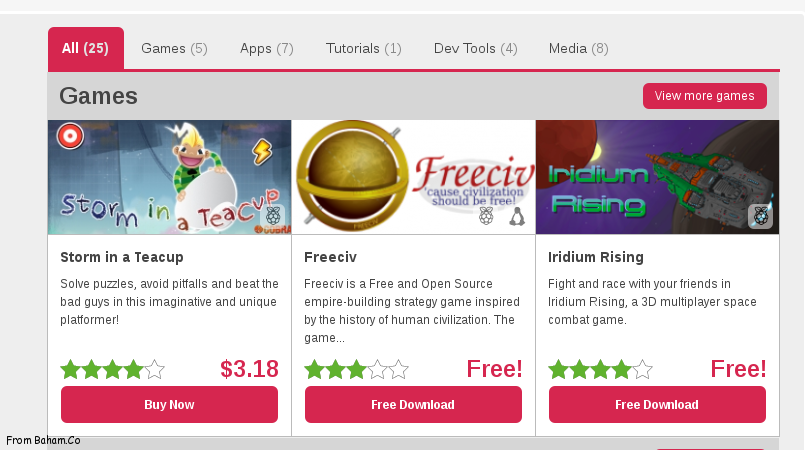 All (25) Games (5) Apps (7) Tutorials (1) Dev Tools (4) Media (8)
Games
View more games
Storm in a Teacup
Freeciv
'cause civilization
should be free!
Iridium
Rising
Storm in a Teacup
Solve puzzles, avoid pitfalls and beat the
bad guys in this imaginative and unique
platformer!
$3.18
Buy Now
Freeciv
Freeciv is a Free and Open Source
empire-building strategy game inspired
by the history of human civilization. The
game...
Free!
Free Download
Iridium Rising
Fight and race with your friends in
Iridium Rising, a 3D multiplayer space
combat game.
Free!
Free Download
From Baham.Co